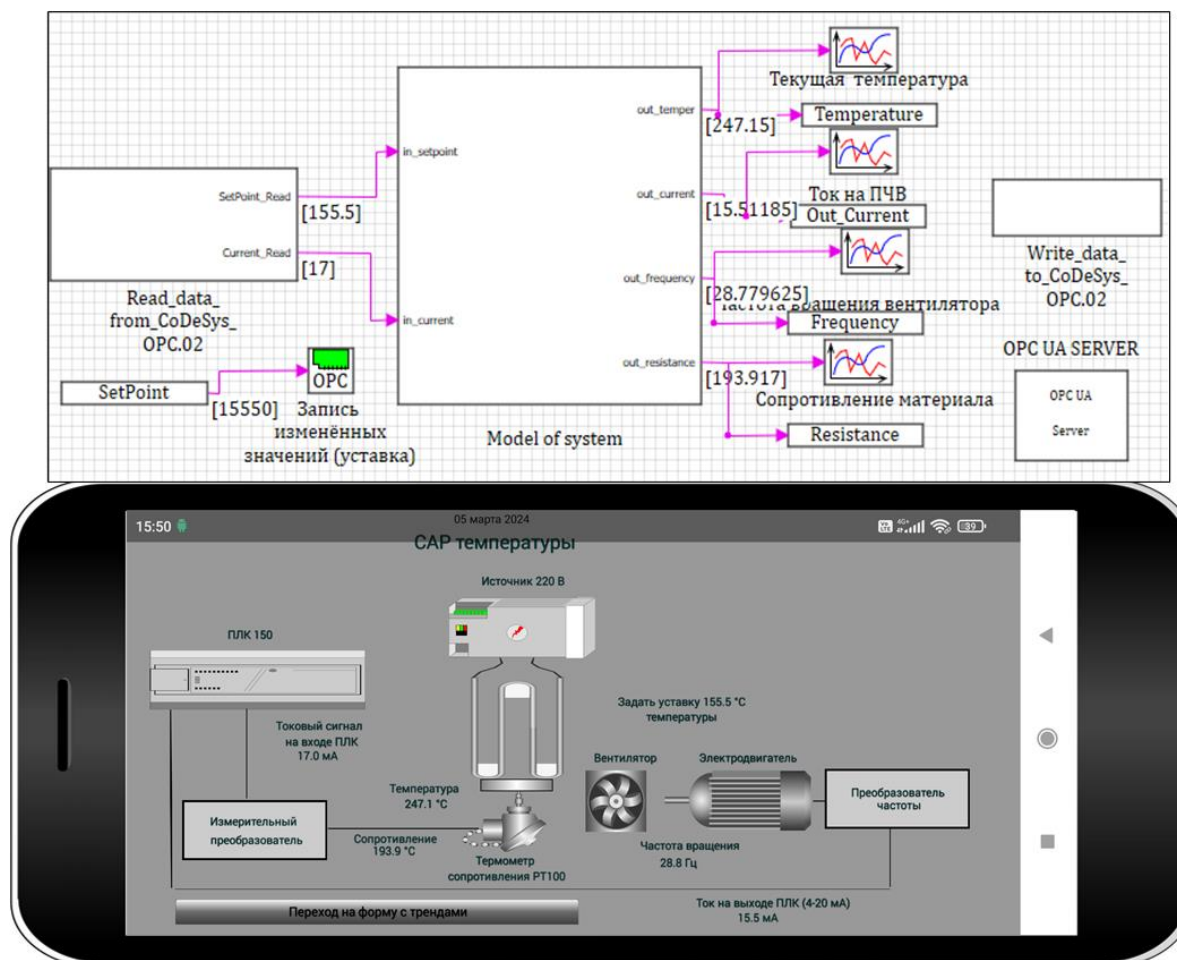 Текущая температура
out_temper
[247.15]
Temperature
in_setpoint
SetPoint_Read
[155.5]
out_current
[15.51185]
Ток на ПЧВ
Out_Current
Current_Read
[17]
Read_data_
from_CoDeSys_
OPC.02
out_frequency
[28.779625]
частота вращения вентилятора
Frequency
Write_data_
to_CoDeSys_
OPC.02
in_current
SetPoint
[15550]
OPC
Запись
изменённых
значений (уставка)
Model of system
out_resistance
[193.917]
Сопротивление материала
Resistance
OPC UA SERVER
OPC UA
Server
15:50
05 марта 2024
4G+
39
САР температуры
Источник 220 В
ПЛК 150
Токовый сигнал
на входе ПЛК
17.0 мА
Задать уставку 155.5 °C
температуры
Вентилятор
Электродвигатель
Преобразователь
частоты
Температура
247.1 °C
Измерительный
преобразователь
Сопротивление
193.9 °C
Термометр
сопротивления PT100
Частота вращения
28.8 Гц
Ток на выходе ПЛК (4-20 мА)
15.5 мА
Переход на форму с трендами